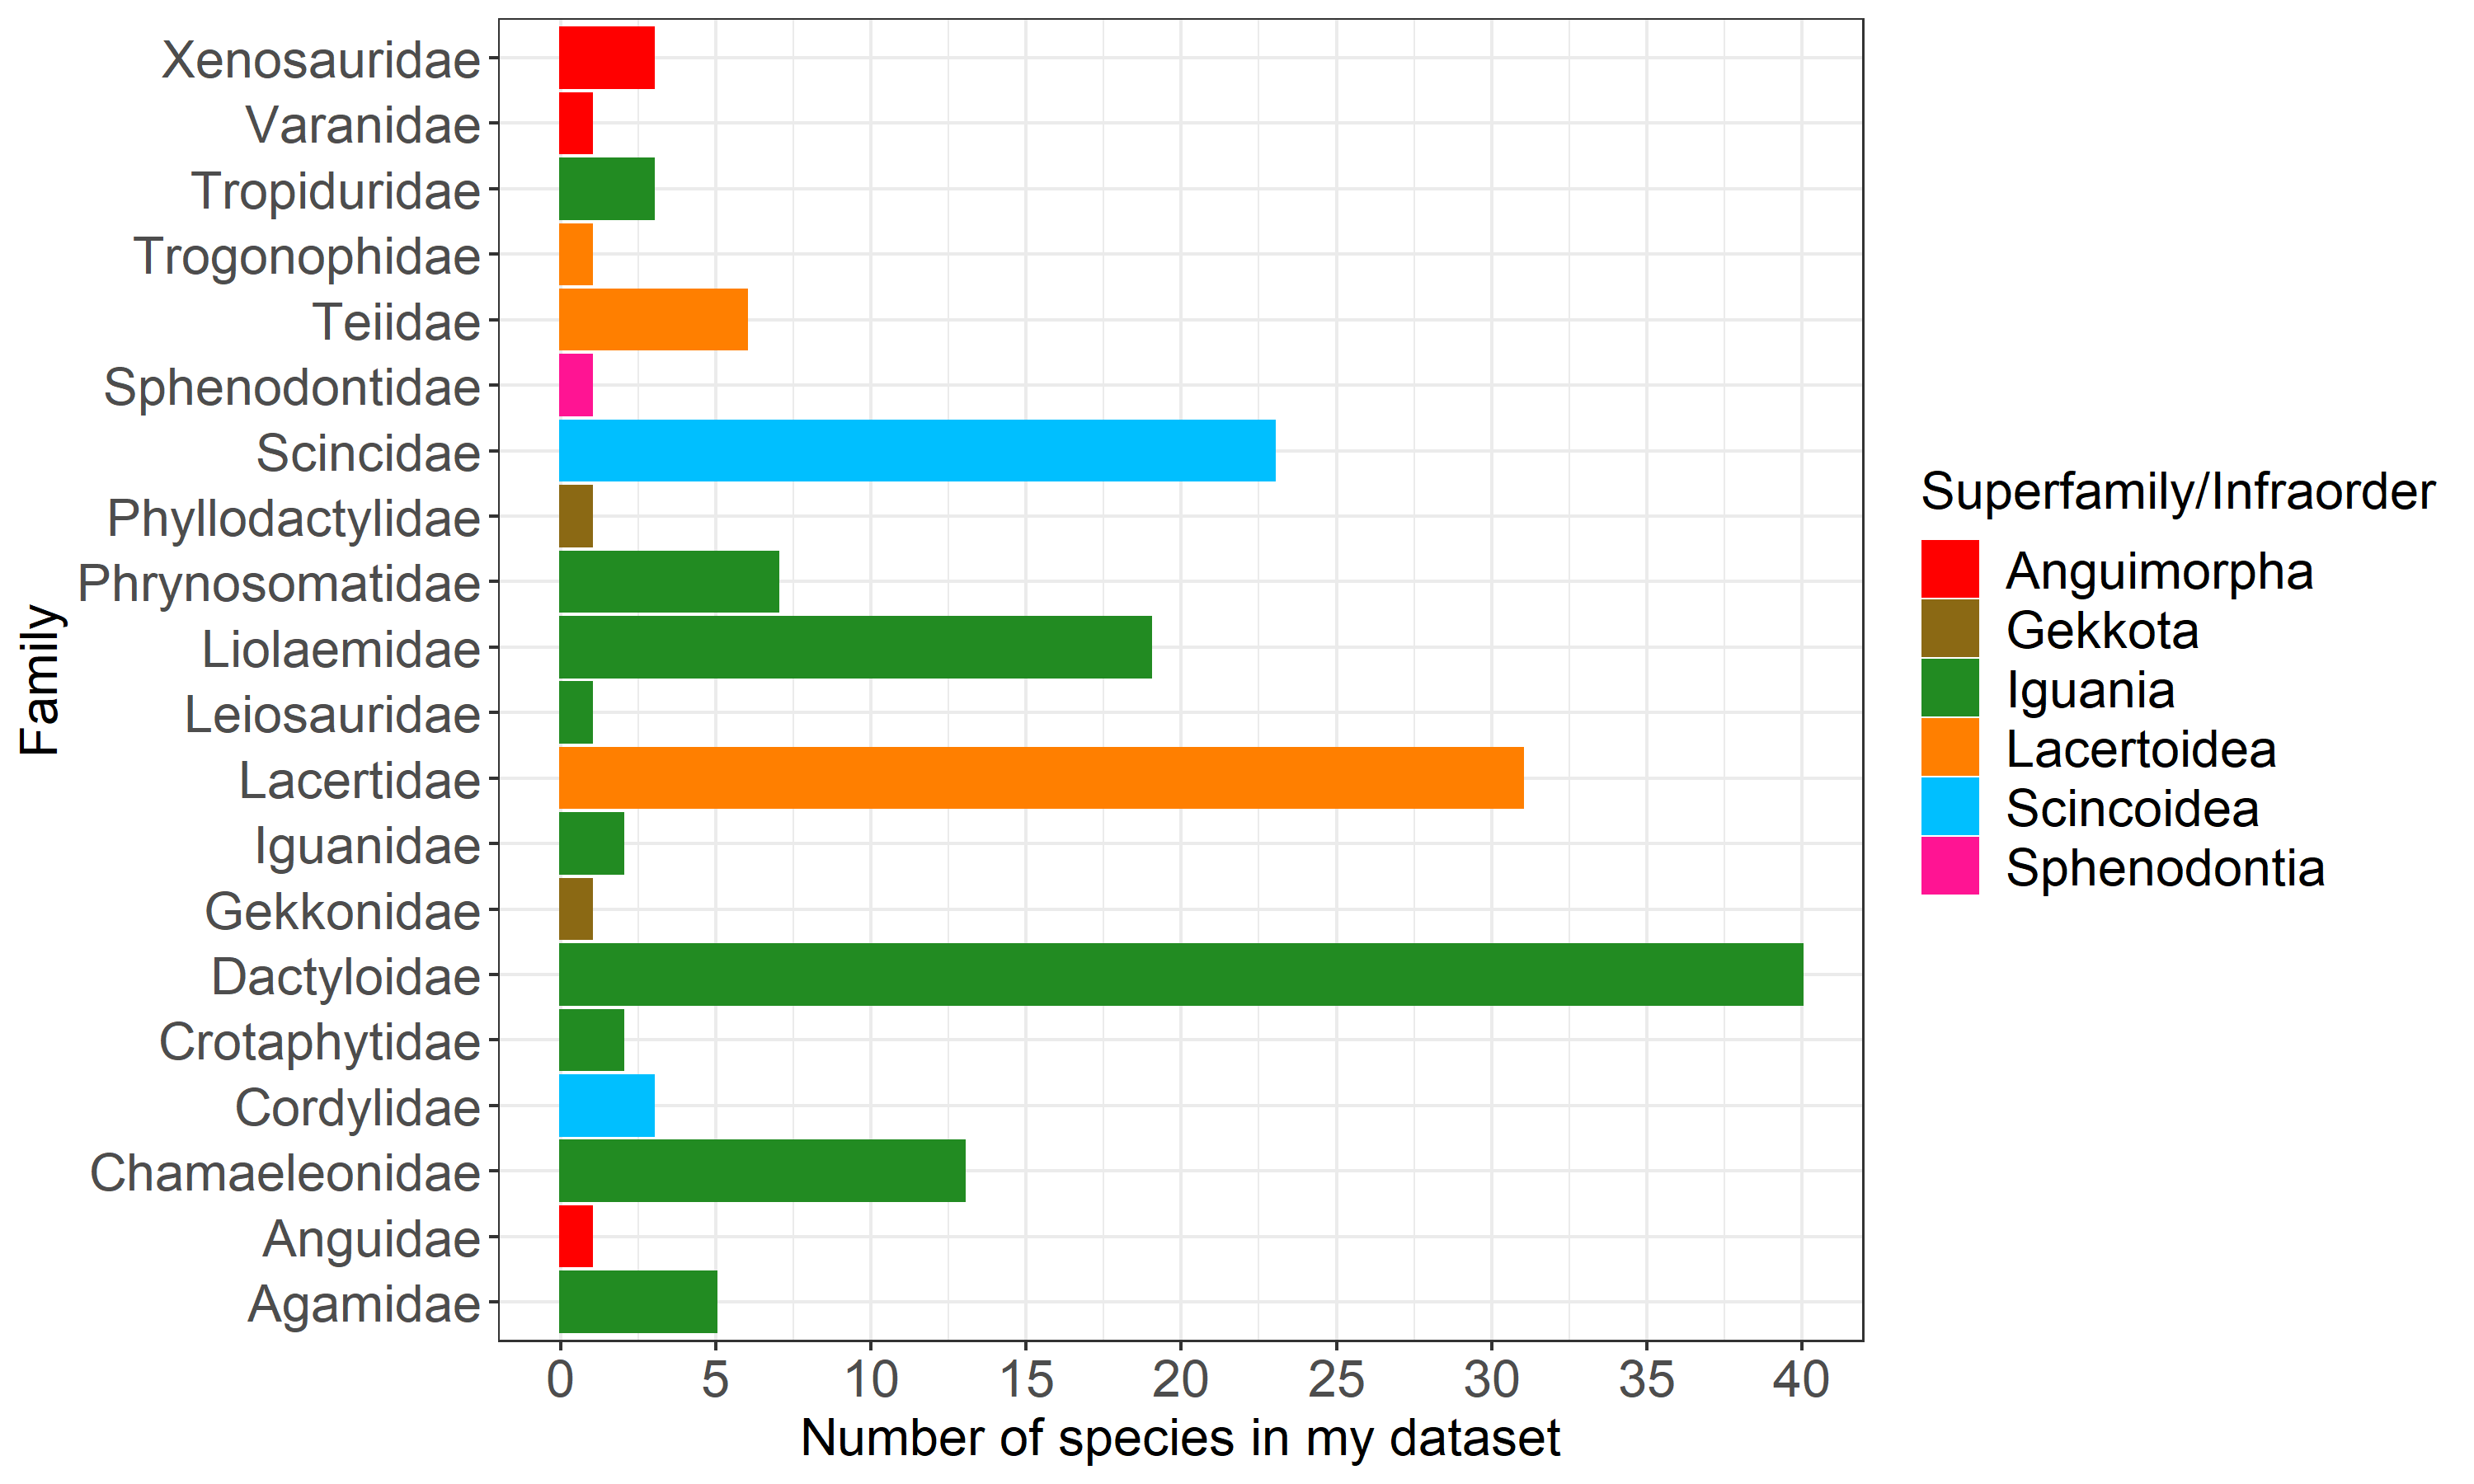 Xenosauridae
Varanidae
Tropiduridae
Trogonophidae
Teiidae
Sphenodontidae
Scincidae
Phyllodactylidae
Phrynosomatidae
Liolaemidae
Leiosauridae
Lacertidae
Iguanidae
Gekkonidae
Dactyloidae
Crotaphytidae
Cordylidae
Chamaeleonidae
Anguidae
Agamidae
Family
0 5 10 15 20 25 30 35 40
Number of species in my dataset
Superfamily/Infraorder
Anguimorpha
Gekkota
Iguania
Lacertoidea
Scincoidea
Sphenodontia